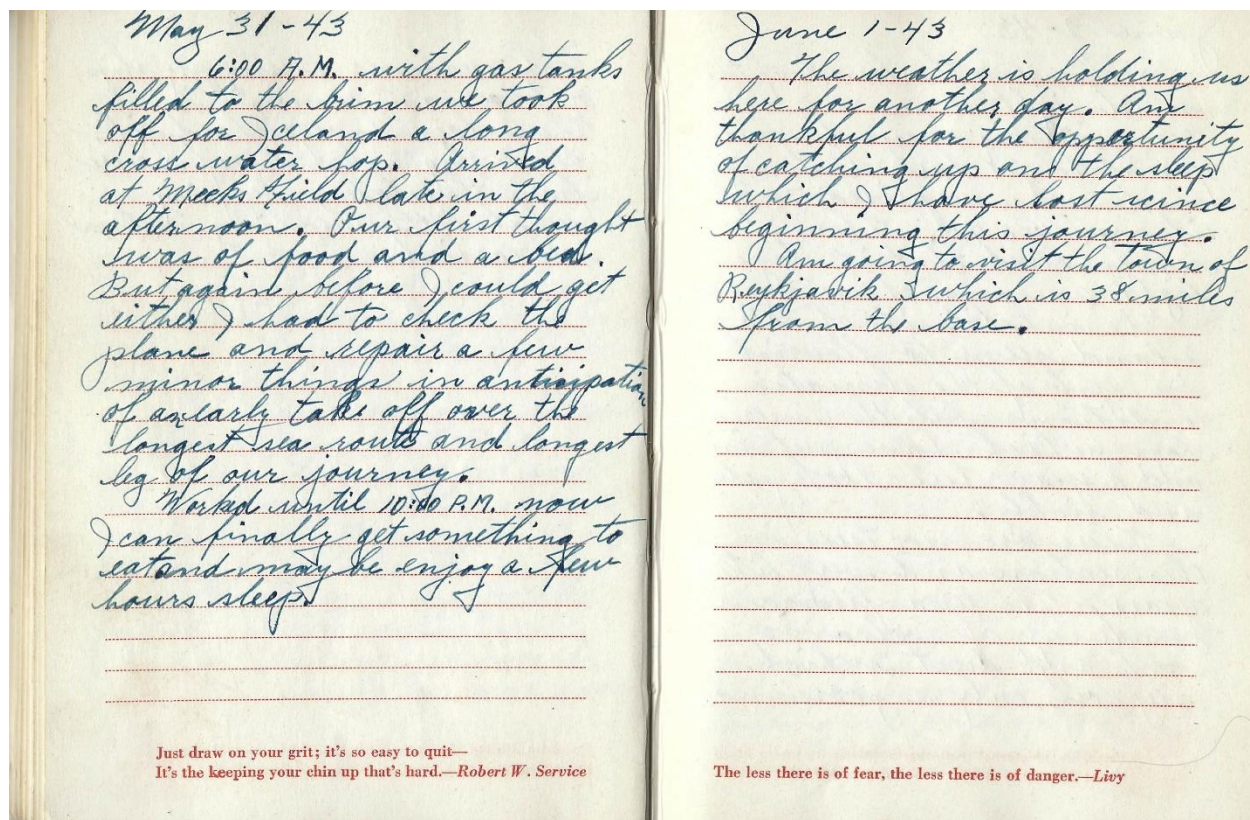 May 31-43
6:00 A.M. with gas tanks
filled to the brim we took
off for Iceland a long
cross water hop. Arrived
at Meeks Field late in the
afternoon. Our first thought
was of food and a bed.
But again before I could get
either I had to check the
plane and repair a few
minor things in anticipation
of an early take off over the
longest sea route and longest
leg of our journey.
Worked until 10:00 P.M. now
I can finally get something to
eat and may be enjoy a few
hours sleep.
Just draw on your grit; it's so easy to quit—
It's the keeping your chin up that's hard.—Robert W. Service
June 1-43
The weather is holding us
here for another day. Am
thankful for the opportunity
of catching up on the sleep
which I have lost scince
beginning this journey.
Am going to visit the town of
Reykjavik which is 38 miles
from the base.
The less there is of fear, the less there is of danger.—Livy